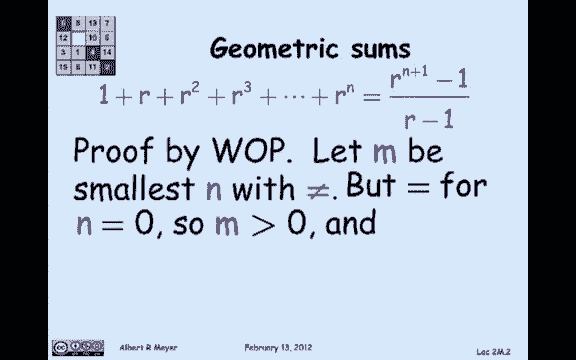 Geometric sums
1 + r + r² + r³ + ⋯ + rⁿ = (rⁿ⁺¹ − 1)/(r − 1)
Proof by WOP. Let m be
smallest n with ≠. But = for
n = 0, so m > 0, and
Albert R Meyer February 13, 2012 Lec 2M.2